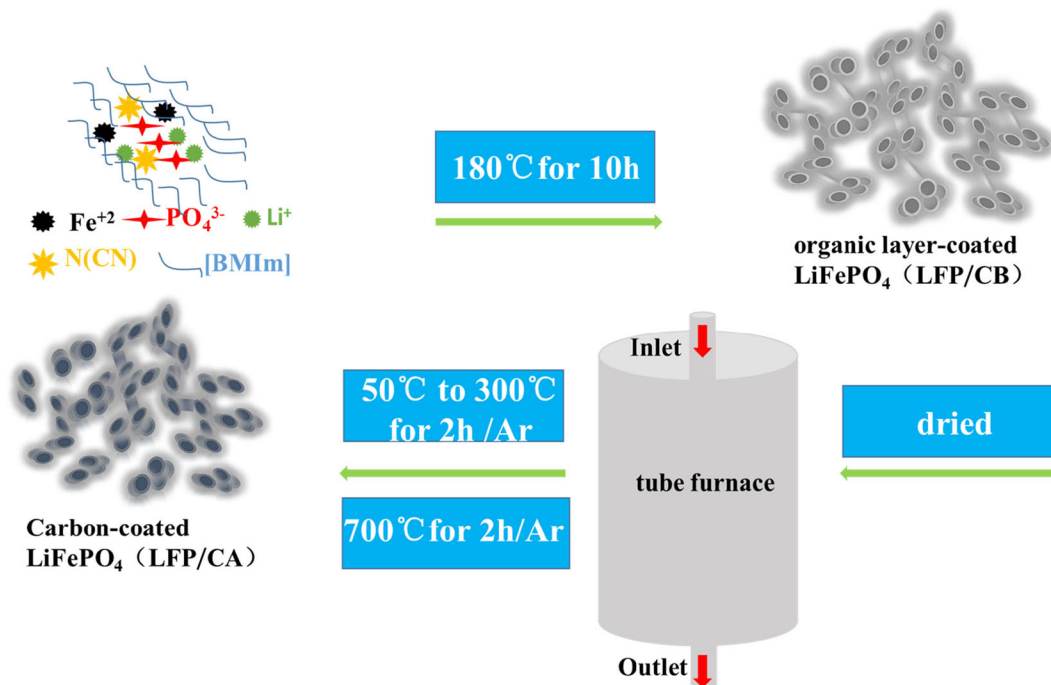 Fe⁺² PO₄³⁻ Li⁺
N(CN) [BMIm]
180℃ for 10h
organic layer-coated
LiFePO₄（LFP/CB）
dried
Inlet
tube furnace
Outlet
50℃ to 300℃
for 2h /Ar
700℃ for 2h/Ar
Carbon-coated
LiFePO₄（LFP/CA）